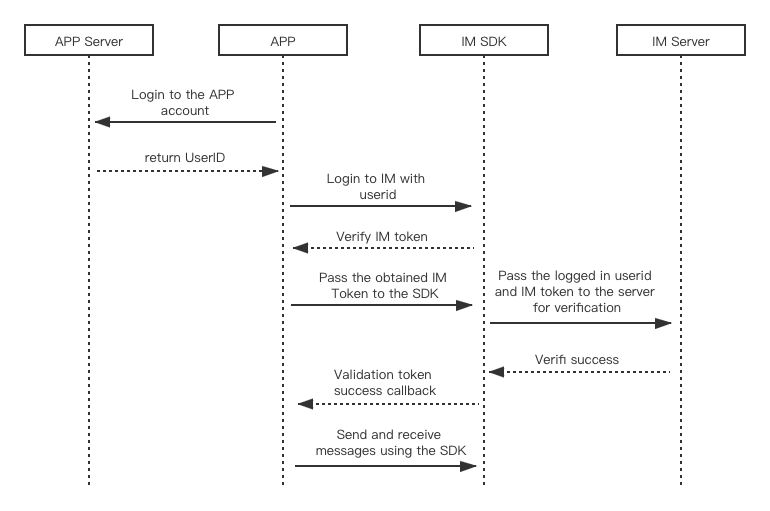 APP Server
APP
IM SDK
IM Server
Login to the APP
account
return UserID
Login to IM with
userid
Verify IM token
Pass the obtained IM
Token to the SDK
Pass the logged in userid
and IM token to the server
for verification
Verifi success
Validation token
success callback
Send and receive
messages using the SDK